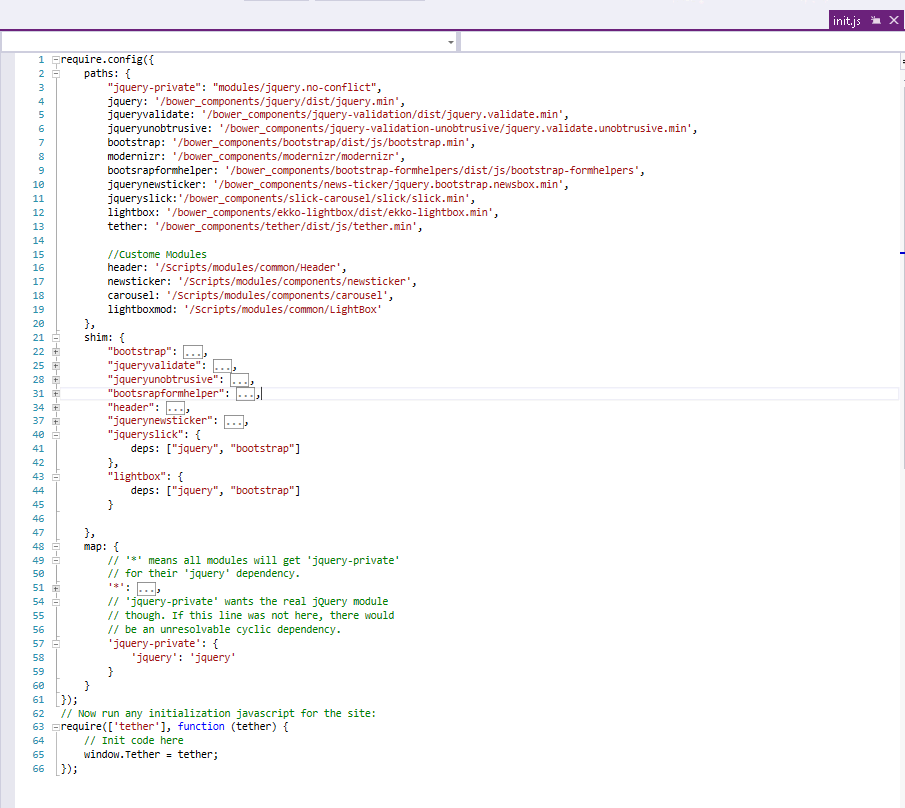 init.js
1 require.config({
2 paths: {
3 "jquery-private": "modules/jquery.no-conflict",
4 jquery: '/bower_components/jquery/dist/jquery.min',
5 jqueryvalidate: '/bower_components/jquery-validation/dist/jquery.validate.min',
6 jqueryunobtrusive: '/bower_components/jquery-validation-unobtrusive/jquery.validate.unobtrusive.min',
7 bootstrap: '/bower_components/bootstrap/dist/js/bootstrap.min',
8 modernizr: '/bower_components/modernizr/modernizr',
9 bootsrapformhelper: '/bower_components/bootstrap-formhelpers/dist/js/bootstrap-formhelpers',
10 jquerynewsticker: '/bower_components/news-ticker/jquery.bootstrap.newsbox.min',
11 jqueryslick:'/bower_components/slick-carousel/slick/slick.min',
12 lightbox: '/bower_components/ekko-lightbox/dist/ekko-lightbox.min',
13 tether: '/bower_components/tether/dist/js/tether.min',
14
15 //Custome Modules
16 header: '/Scripts/modules/common/Header',
17 newsticker: '/Scripts/modules/components/newsticker',
18 carousel: '/Scripts/modules/components/carousel',
19 lightboxmod: '/Scripts/modules/common/LightBox'
20 },
21 shim: {
22 "bootstrap": ...,
25 "jqueryvalidate": ...,
28 "jqueryunobtrusive": ...,
31 "bootsrapformhelper": ...,
34 "header": ...,
37 "jquerynewsticker": ...,
40 "jqueryslick": {
41 deps: ["jquery", "bootstrap"]
42 },
43 "lightbox": {
44 deps: ["jquery", "bootstrap"]
45 }
46
47 },
48 map: {
49 // '*' means all modules will get 'jquery-private'
50 // for their 'jquery' dependency.
51 '*': ...,
54 // 'jquery-private' wants the real jQuery module
55 // though. If this line was not here, there would
56 // be an unresolvable cyclic dependency.
57 'jquery-private': {
58 'jquery': 'jquery'
59 }
60 }
61 });
62 // Now run any initialization javascript for the site:
63 require(['tether'], function (tether) {
64 // Init code here
65 window.Tether = tether;
66 });